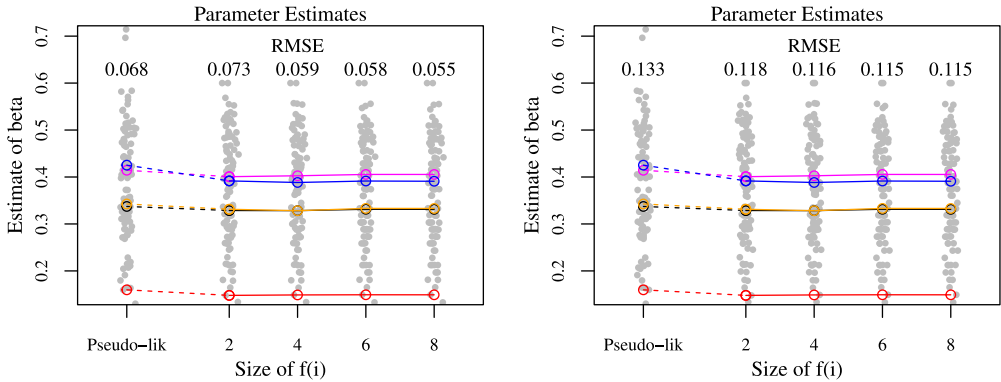 Parameter Estimates
RMSE
0.068 0.073 0.059 0.058 0.055
0.7
0.6
0.5
0.4
0.3
0.2
Estimate of beta
Pseudo−lik 2 4 6 8
Size of f(i)
Parameter Estimates
RMSE
0.133 0.118 0.116 0.115 0.115
0.7
0.6
0.5
0.4
0.3
0.2
Estimate of beta
Pseudo−lik 2 4 6 8
Size of f(i)